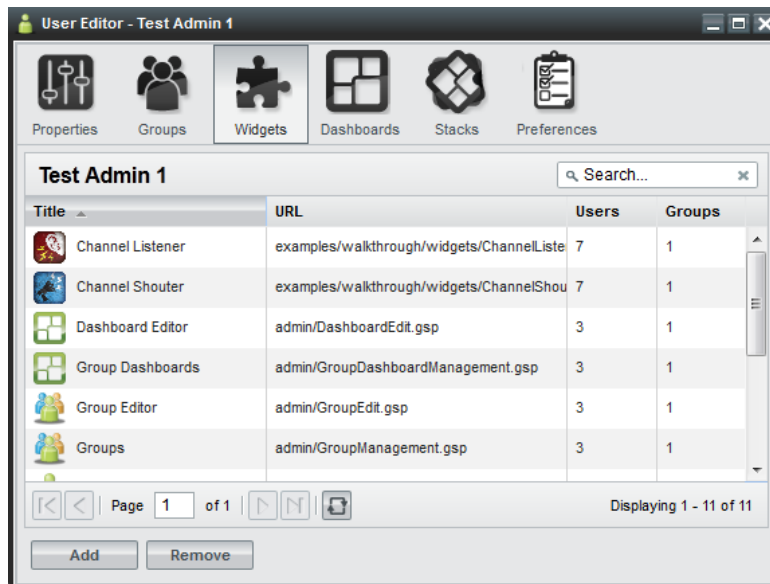 User Editor - Test Admin 1
Properties Groups Widgets Dashboards Stacks Preferences
Test Admin 1 Search...
Title URL Users Groups
Channel Listener examples/walkthrough/widgets/ChannelListe 7 1
Channel Shouter examples/walkthrough/widgets/ChannelShou 7 1
Dashboard Editor admin/DashboardEdit.gsp 3 1
Group Dashboards admin/GroupDashboardManagement.gsp 3 1
Group Editor admin/GroupEdit.gsp 3 1
Groups admin/GroupManagement.gsp 3 1
Page 1 of 1 Displaying 1 - 11 of 11
Add Remove